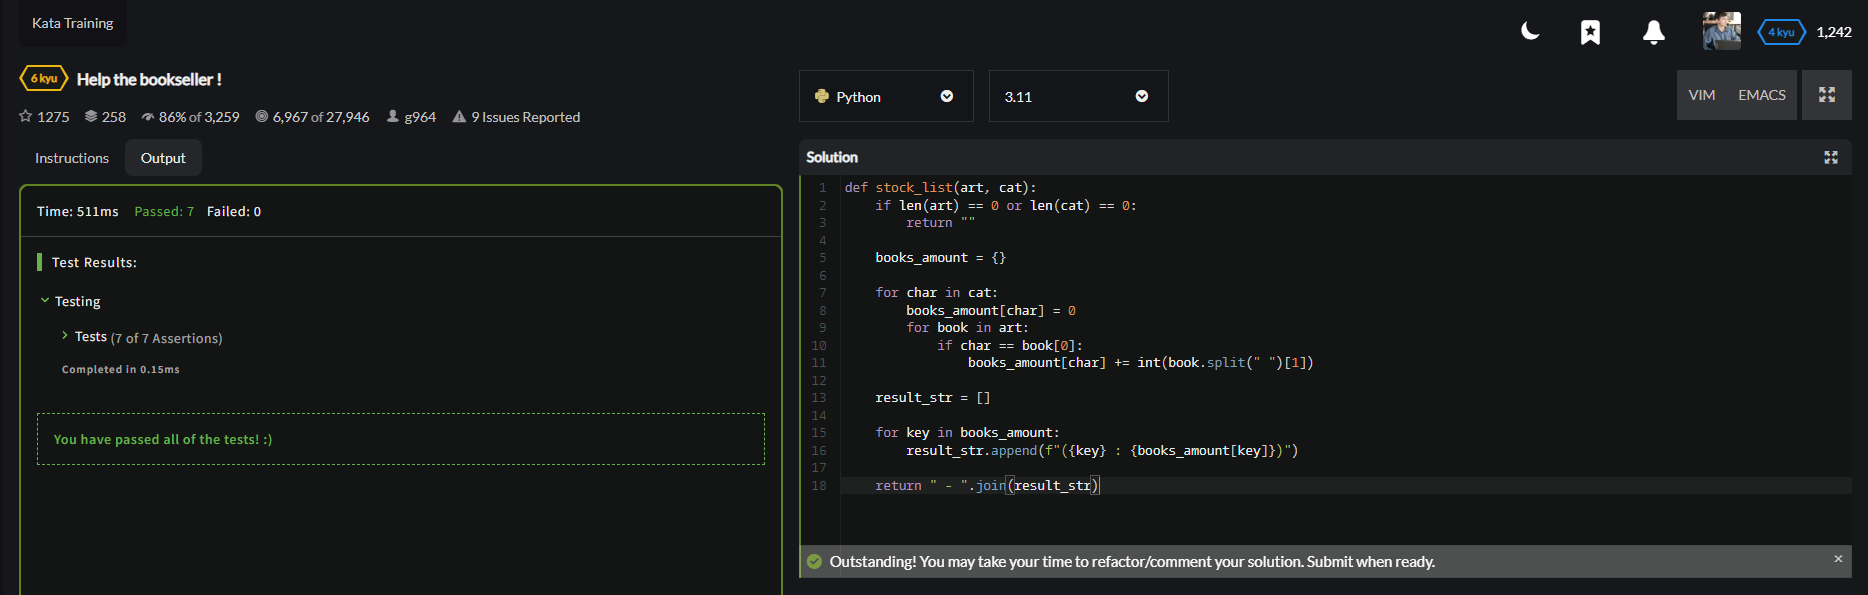 Kata Training
4 kyu 1,242
6 kyu Help the bookseller !
1275 258 86% of 3,259 6,967 of 27,946 g964 9 Issues Reported
Instructions Output
Time: 511ms Passed: 7 Failed: 0
Test Results:
Testing
Tests (7 of 7 Assertions)
Completed in 0.15ms
You have passed all of the tests! :)
Python 3.11 VIM EMACS
Solution
1 def stock_list(art, cat):
2     if len(art) == 0 or len(cat) == 0:
3         return ""
4
5     books_amount = {}
6
7     for char in cat:
8         books_amount[char] = 0
9         for book in art:
10             if char == book[0]:
11                 books_amount[char] += int(book.split(" ")[1])
12
13     result_str = []
14
15     for key in books_amount:
16         result_str.append(f"({key} : {books_amount[key]})")
17
18     return " - ".join(result_str)
Outstanding! You may take your time to refactor/comment your solution. Submit when ready. ×